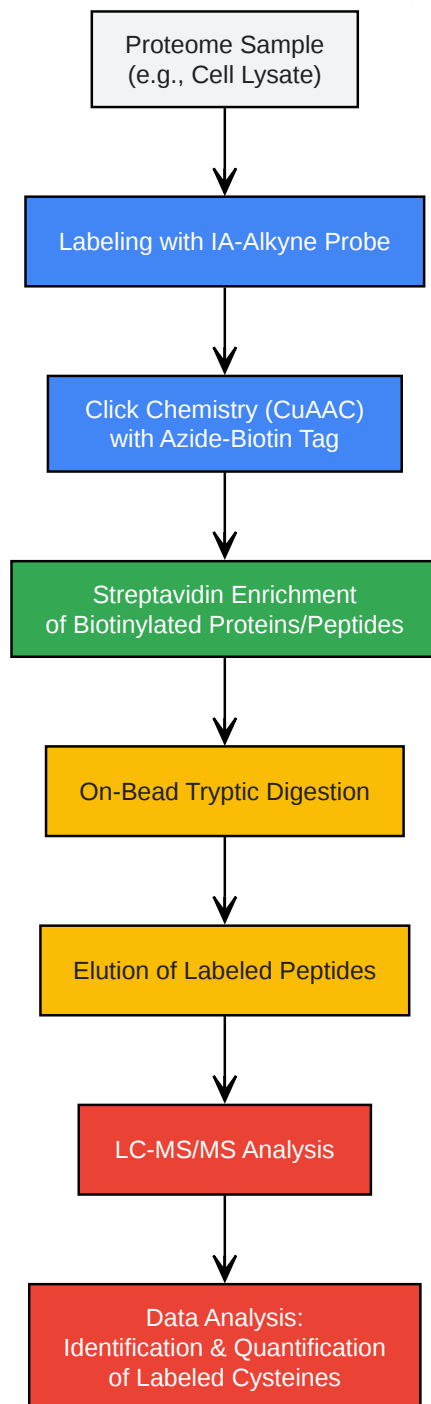 Proteome Sample
(e.g., Cell Lysate)
Labeling with IA-Alkyne Probe
Click Chemistry (CuAAC)
with Azide-Biotin Tag
Streptavidin Enrichment
of Biotinylated Proteins/Peptides
On-Bead Tryptic Digestion
Elution of Labeled Peptides
LC-MS/MS Analysis
Data Analysis:
Identification & Quantification
of Labeled Cysteines